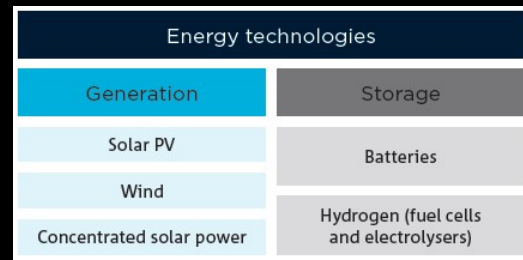 Energy technologies
Generation
Storage
Solar PV
Wind
Concentrated solar power
Batteries
Hydrogen (fuel cells
and electrolysers)